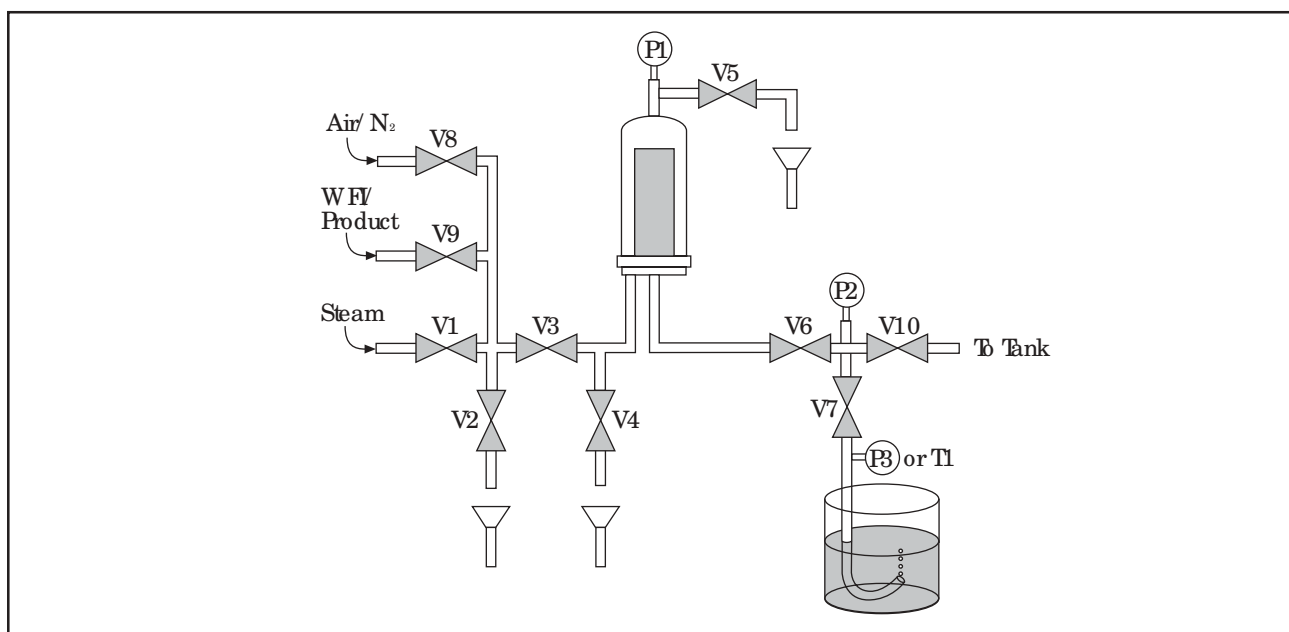 P1
V5
Air/N₂
V8
WFI/
Product
V9
Steam
V1
V3
V6
P2
V10
To Tank
V2
V4
V7
P3 or T1